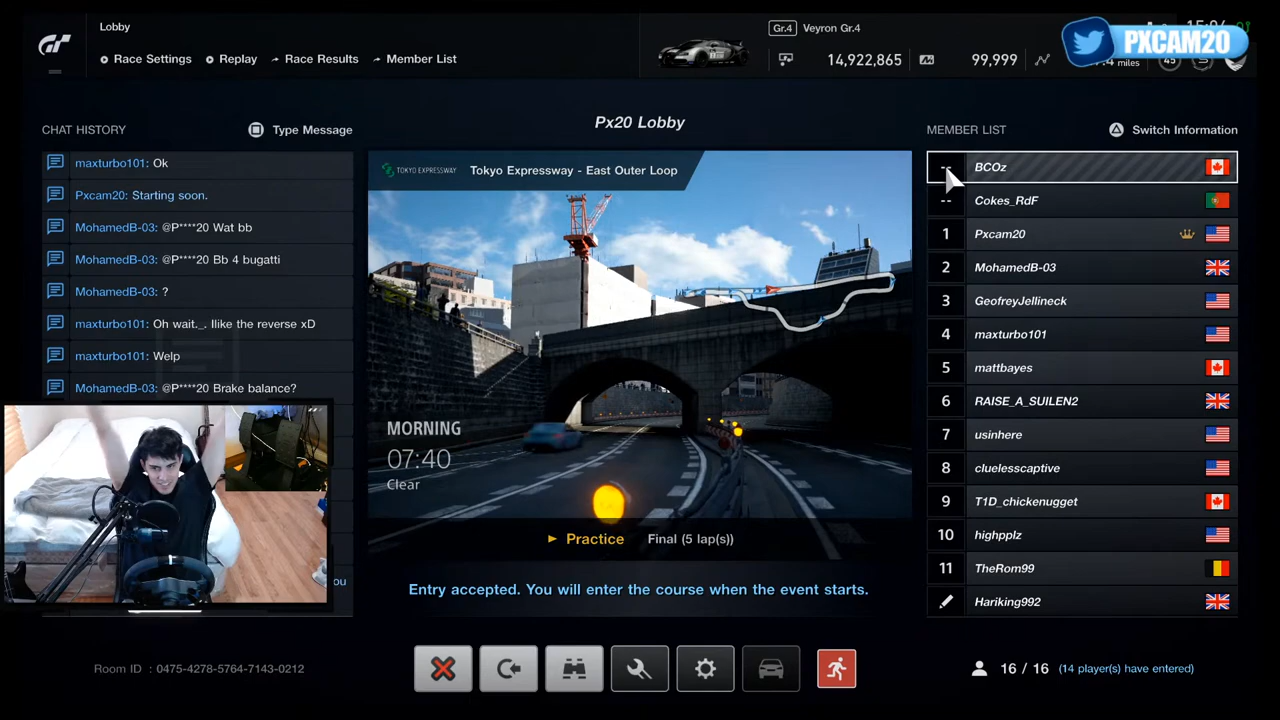 Lobby
Race Settings
Replay
Race Results
Member List
Gr.4
Veyron Gr.4
14,922,865
99,999
miles
45
PXCAM20
CHAT HISTORY
Type Message
maxturbo101: Ok
Pxcam20: Starting soon.
MohamedB-03: @P****20 Wat bb
MohamedB-03: @P****20 Bb 4 bugatti
MohamedB-03: ?
maxturbo101: Oh wait._. Ilike the reverse xD
maxturbo101: Welp
MohamedB-03: @P****20 Brake balance?
ou
Px20 Lobby
TOKYO EXPRESSWAY
Tokyo Expressway - East Outer Loop
MORNING
07:40
Clear
Practice
Final (5 lap(s))
Entry accepted. You will enter the course when the event starts.
MEMBER LIST
Switch Information
-- BCOz
-- Cokes_RdF
1 Pxcam20
2 MohamedB-03
3 GeofreyJellineck
4 maxturbo101
5 mattbayes
6 RAISE_A_SUILEN2
7 usinhere
8 cluelesscaptive
9 T1D_chickenugget
10 highpplz
11 TheRom99
Hariking992
Room ID : 0475-4278-5764-7143-0212
16 / 16
(14 player(s) have entered)